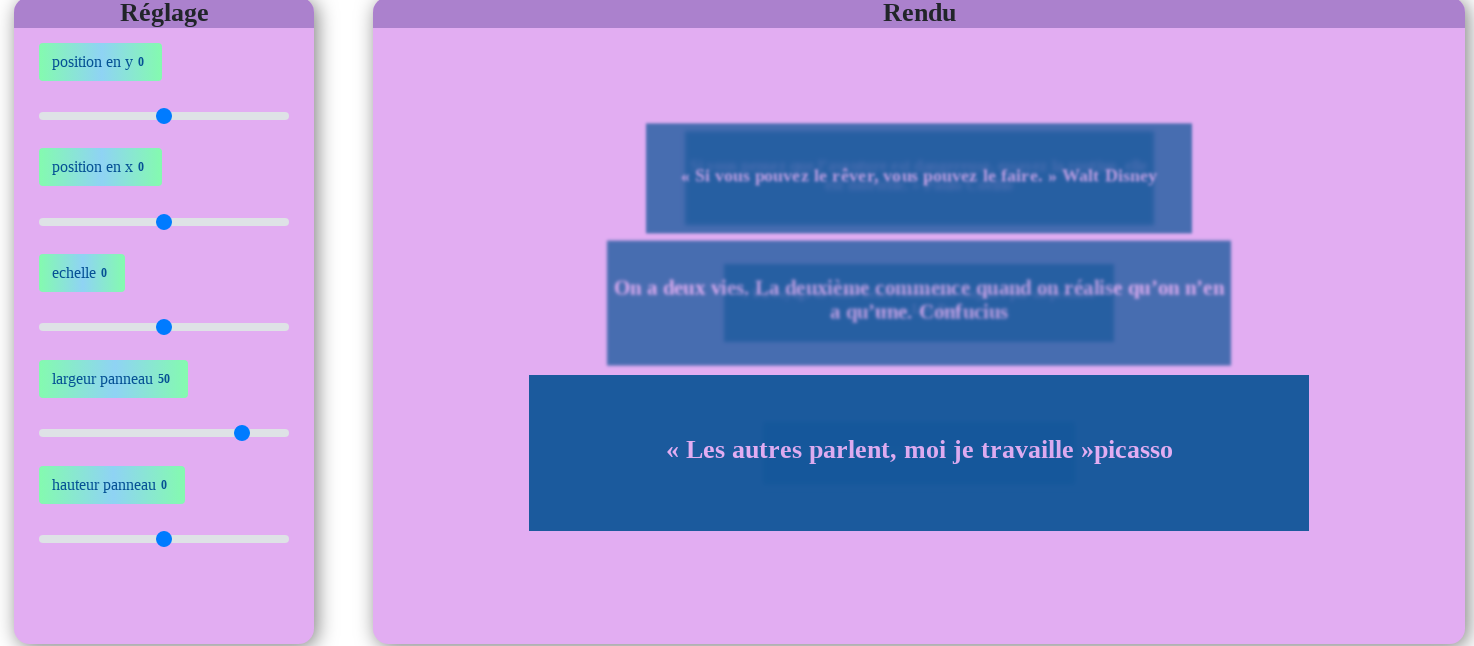 Réglage
position en y 0
position en x 0
echelle 0
largeur panneau 50
hauteur panneau 0
Rendu
« Si vous pouvez le rêver, vous pouvez le faire. » Walt Disney
On a deux vies. La deuxième commence quand on réalise qu’on n’en
a qu’une. Confucius
« Les autres parlent, moi je travaille »picasso